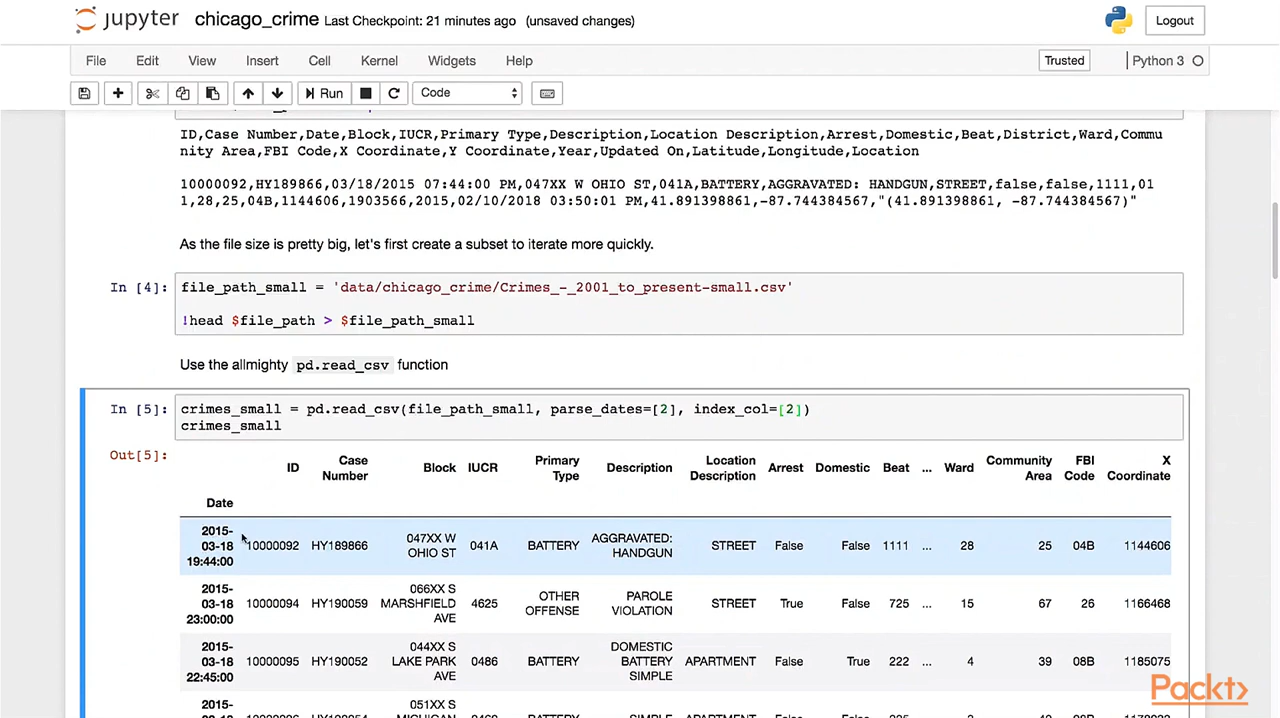 jupyter chicago_crime Last Checkpoint: 21 minutes ago (unsaved changes) Logout
File Edit View Insert Cell Kernel Widgets Help Trusted Python 3
Run Code
ID,Case Number,Date,Block,IUCR,Primary Type,Description,Location Description,Arrest,Domestic,Beat,District,Ward,Commu
nity Area,FBI Code,X Coordinate,Y Coordinate,Year,Updated On,Latitude,Longitude,Location
10000092,HY189866,03/18/2015 07:44:00 PM,047XX W OHIO ST,041A,BATTERY,AGGRAVATED: HANDGUN,STREET,false,false,1111,01
1,28,25,04B,1144606,1903566,2015,02/10/2018 03:50:01 PM,41.891398861,-87.744384567,"(41.891398861, -87.744384567)"
As the file size is pretty big, let's first create a subset to iterate more quickly.
In [4]: file_path_small = 'data/chicago_crime/Crimes_-_2001_to_present-small.csv'
!head $file_path > $file_path_small
Use the allmighty pd.read_csv function
In [5]: crimes_small = pd.read_csv(file_path_small, parse_dates=[2], index_col=[2])
crimes_small
Out[5]:
ID Case Number Block IUCR Primary Type Description Location Description Arrest Domestic Beat ... Ward Community Area FBI Code X Coordinate
Date
2015-03-18 19:44:00 10000092 HY189866 047XX W OHIO ST 041A BATTERY AGGRAVATED: HANDGUN STREET False False 1111 ... 28 25 04B 1144606
2015-03-18 23:00:00 10000094 HY190059 066XX S MARSHFIELD AVE 4625 OTHER OFFENSE PAROLE VIOLATION STREET True False 725 ... 15 67 26 1166468
2015-03-18 22:45:00 10000095 HY190052 044XX S LAKE PARK AVE 0486 BATTERY DOMESTIC BATTERY SIMPLE APARTMENT False True 222 ... 4 39 08B 1185075
2015- 051XX S
Packt